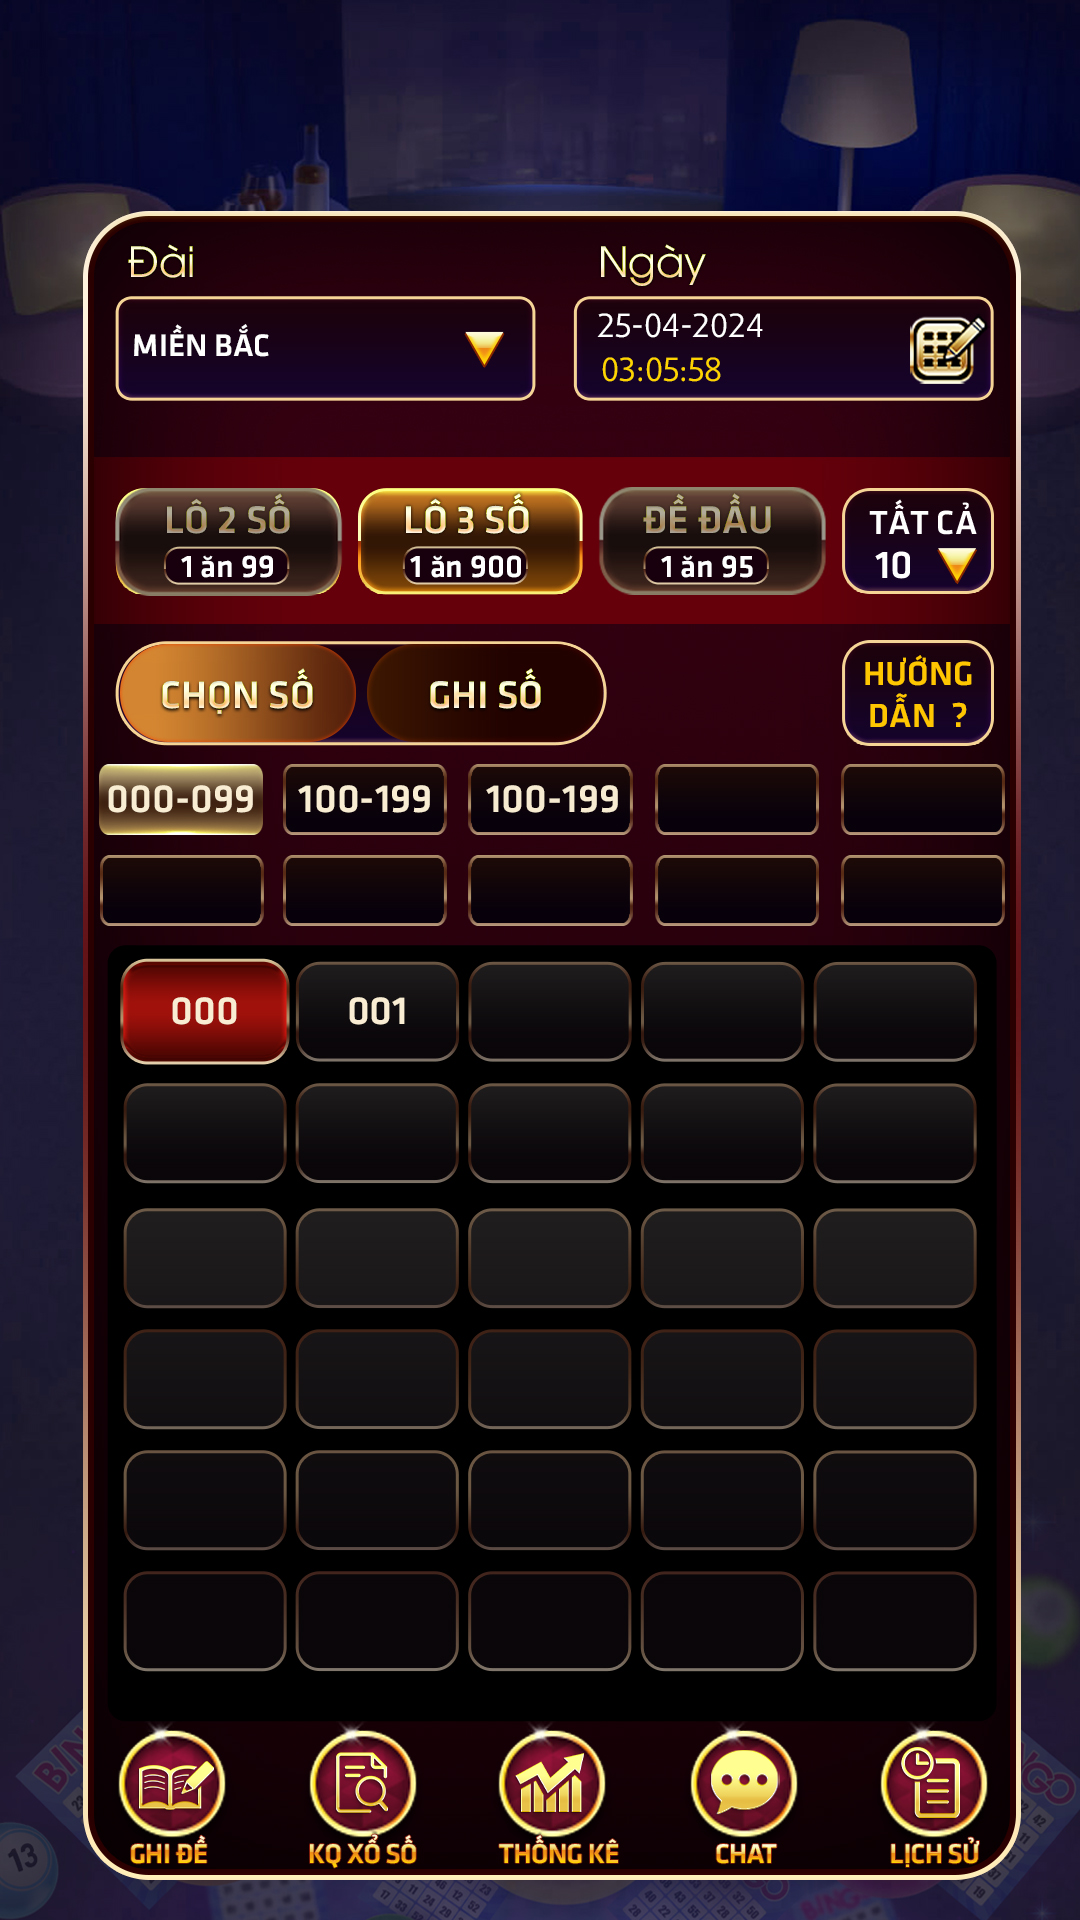 Đài
Ngày
MIỀN BẮC
25-04-2024
03:05:58
LÔ 2 SỐ
1 ăn 99
LÔ 3 SỐ
1 ăn 900
ĐỀ ĐẦU
1 ăn 95
TẤT CẢ
10
CHỌN SỐ
GHI SỐ
HƯỚNG
DẪN ?
000-099
100-199
100-199
000
001
GHI ĐỀ
KQ XỔ SỐ
THỐNG KÊ
CHAT
LỊCH SỬ
13